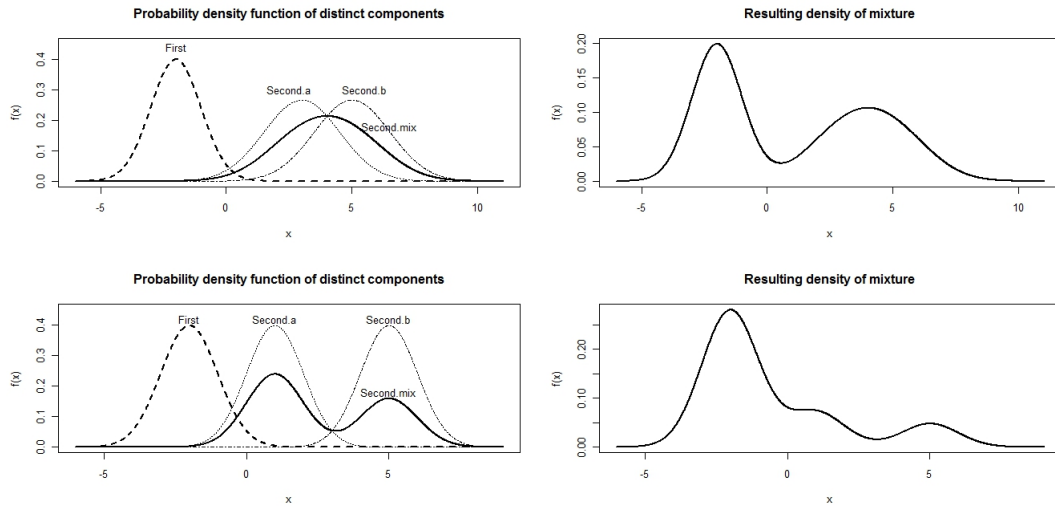 Probability density function of distinct components
First
Second.a
Second.b
Second.mix
f(x)
0.0
0.1
0.2
0.3
0.4
-5
0
5
10
x
Resulting density of mixture
f(x)
0.00
0.05
0.10
0.15
0.20
-5
0
5
10
x
Probability density function of distinct components
First
Second.a
Second.b
Second.mix
f(x)
0.0
0.1
0.2
0.3
0.4
-5
0
5
x
Resulting density of mixture
f(x)
0.00
0.10
0.20
-5
0
5
x